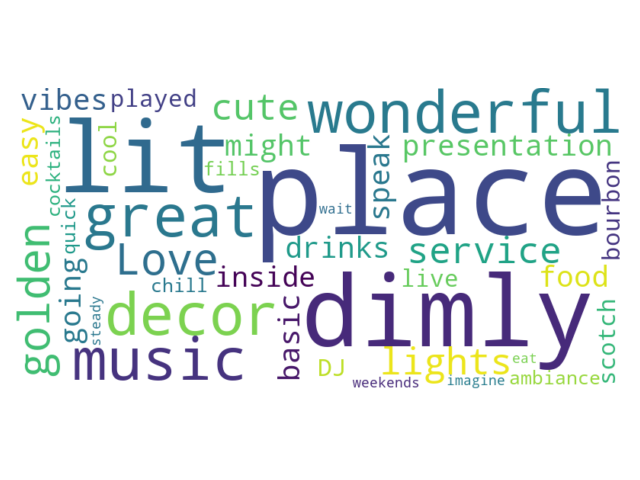 vibes
played
cute
wonderful
easy
cocktails
cool
lit
might
fills
speak
presentation
place
wait
bourbon
great
quick
Love
drinks
service
golden
going
chill
inside
live
food
steady
decor
basic
dimly
music
DJ
lights
eat
scotch
weekends
imagine
ambiance